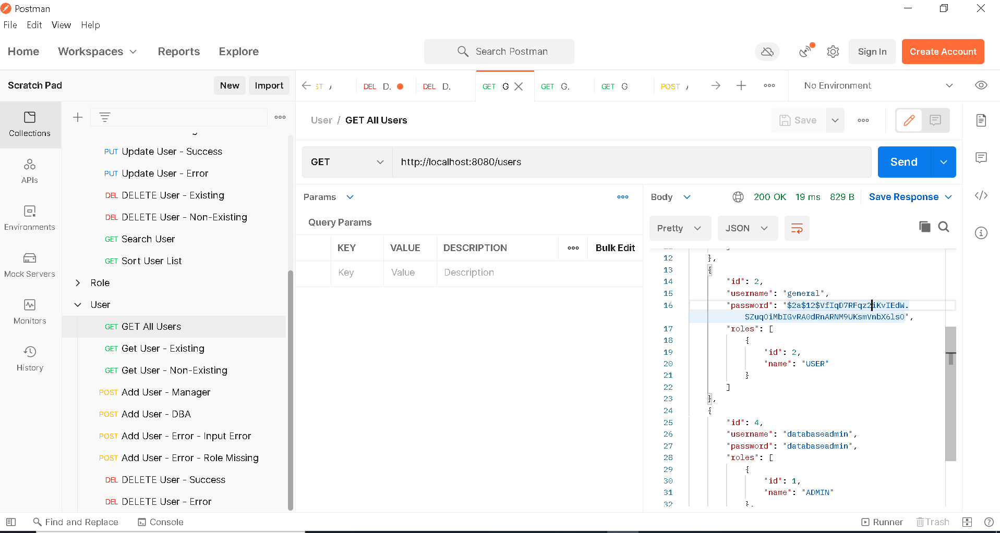 Postman
File Edit View Help
Home Workspaces Reports Explore Search Postman Sign In Create Account
Scratch Pad New Import ST DEL D. DEL D. GET G GET G. GET G POST No Environment
Collections
APIs
Environments
Mock Servers
Monitors
History
PUT Update User - Success
PUT Update User - Error
DEL DELETE User - Existing
DEL DELETE User - Non-Existing
GET Search User
GET Sort User List
Role
User
GET GET All Users
GET Get User - Existing
GET Get User - Non-Existing
POST Add User - Manager
POST Add User - DBA
POST Add User - Error - Input Error
POST Add User - Error - Role Missing
DEL DELETE User - Success
DEL DELETE User - Error
User / GET All Users Save
GET http://localhost:8080/users Send
Params
Query Params
KEY VALUE DESCRIPTION Bulk Edit
Key Value Description
Body 200 OK 19 ms 829 B Save Response
Pretty JSON
12 },
13 {
14 "id": 2,
15 "username": "general",
16 "password": "$2a$12$VfIqD7RFqz2iKvIEdW.
SZuqOiMbIGvRA0dRnARNM9UKsmVnbX6lsO",
17 "roles": [
18 {
19 "id": 2,
20 "name": "USER"
21 }
22 ]
23 },
24 {
25 "id": 4,
26 "username": "databaseadmin",
27 "password": "databaseadmin",
28 "roles": [
29 {
30 "id": 1,
31 "name": "ADMIN"
32 },
Find and Replace Console Runner Trash